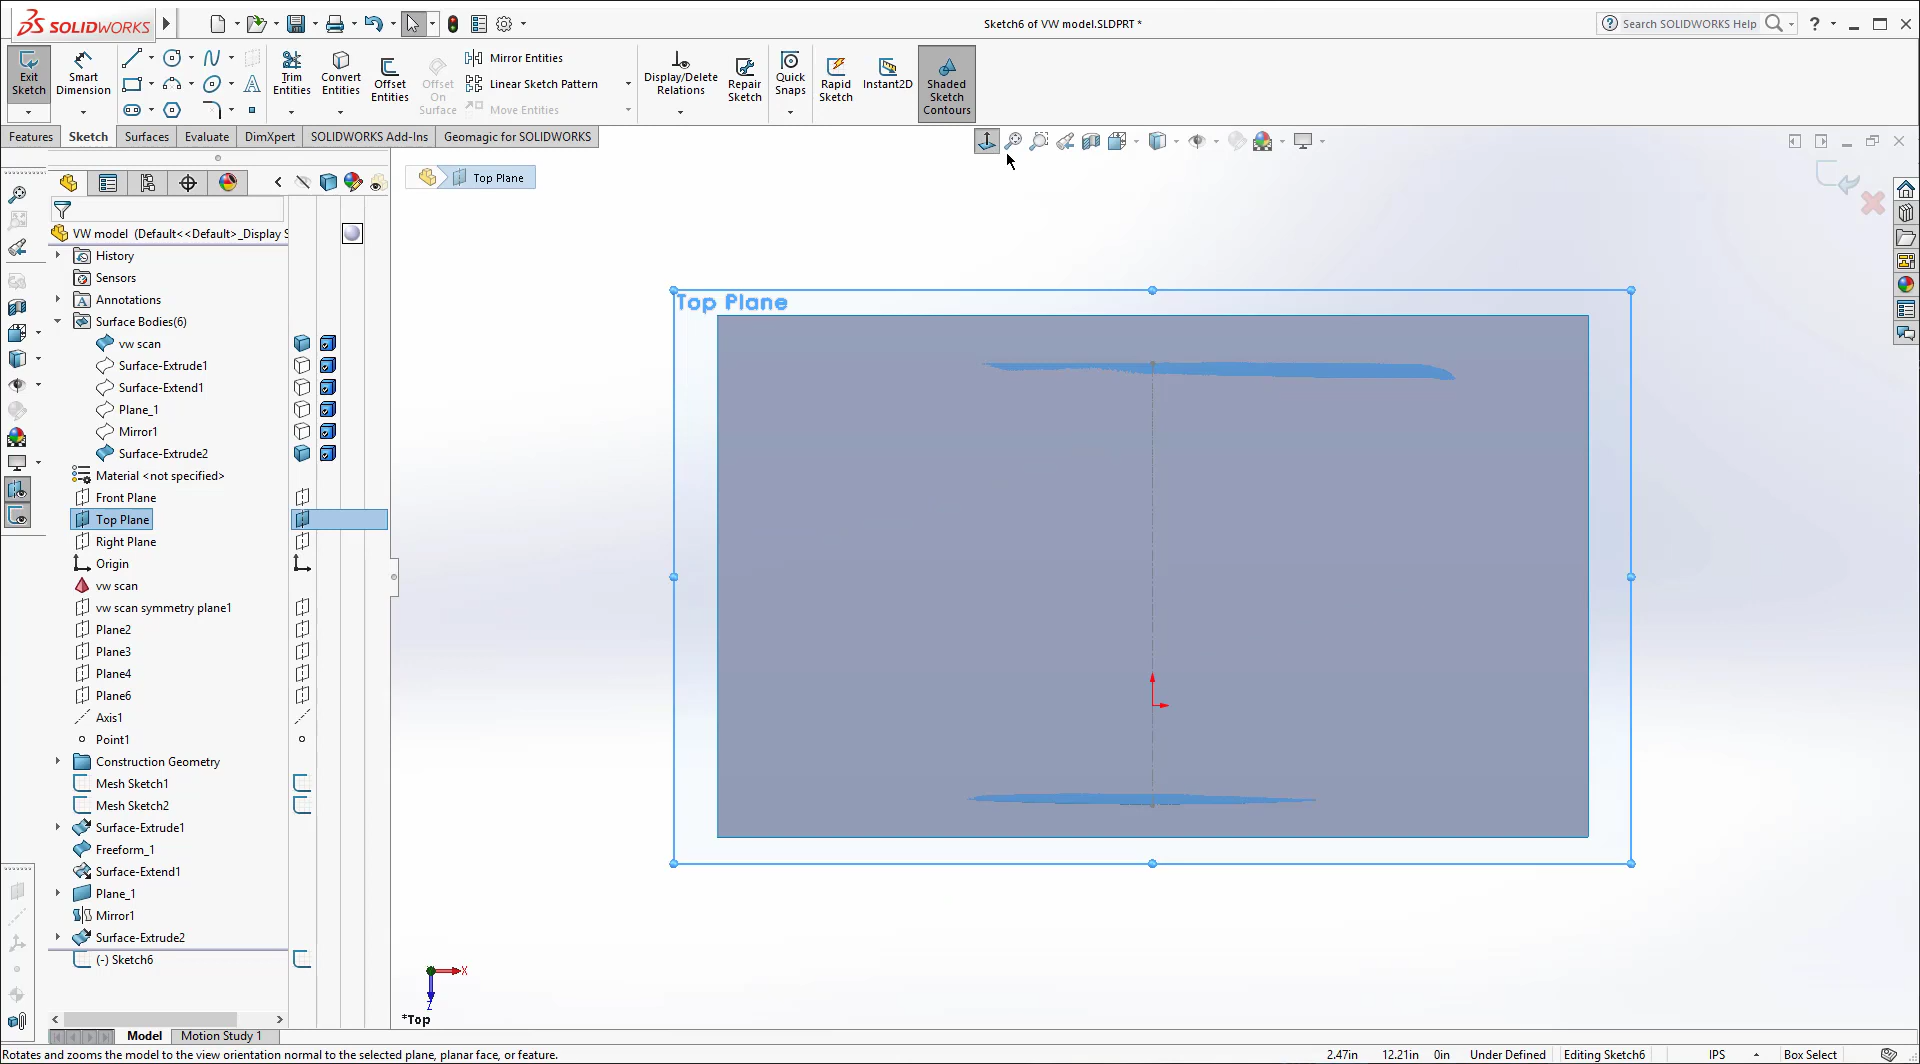 SOLIDWORKS
Sketch6 of VW model.SLDPRT *
Search SOLIDWORKS Help
?
Exit Sketch
Smart Dimension
Trim Entities
Convert Entities
Offset Entities
Offset On Surface
Mirror Entities
Linear Sketch Pattern
Move Entities
Display/Delete Relations
Repair Sketch
Quick Snaps
Rapid Sketch
Instant2D
Shaded Sketch Contours
Features
Sketch
Surfaces
Evaluate
DimXpert
SOLIDWORKS Add-Ins
Geomagic for SOLIDWORKS
Top Plane
VW model (Default<<Default>_Display S
History
Sensors
Annotations
Surface Bodies(6)
vw scan
Surface-Extrude1
Surface-Extend1
Plane_1
Mirror1
Surface-Extrude2
Material <not specified>
Front Plane
Top Plane
Right Plane
Origin
vw scan
vw scan symmetry plane1
Plane2
Plane3
Plane4
Plane6
Axis1
Point1
Construction Geometry
Mesh Sketch1
Mesh Sketch2
Surface-Extrude1
Freeform_1
Surface-Extend1
Plane_1
Mirror1
Surface-Extrude2
(-) Sketch6
Top Plane
X
Z
*Top
Model
Motion Study 1
Rotates and zooms the model to the view orientation normal to the selected plane, planar face, or feature.
2.47in
12.21in
0in
Under Defined
Editing Sketch6
IPS
Box Select